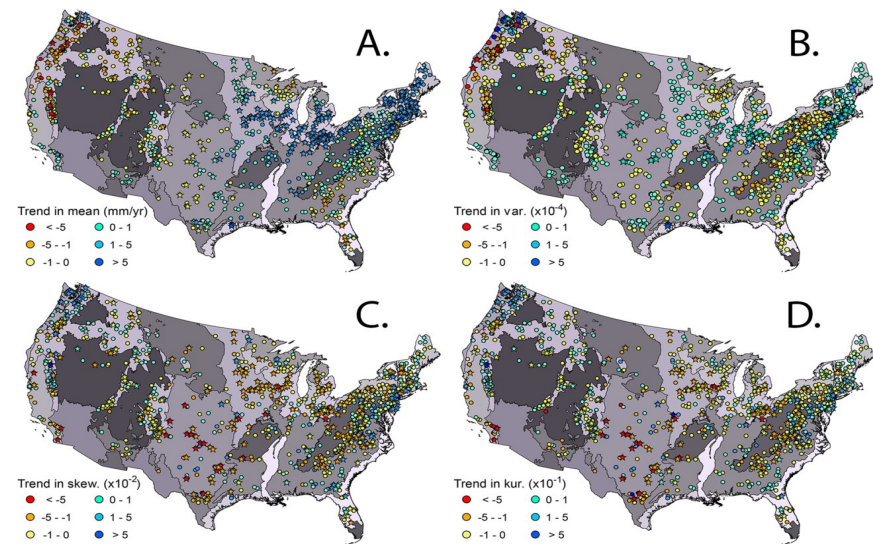 A.
B.
Trend in mean (mm/yr)
< -5 0 - 1
-5 - -1 1 - 5
-1 - 0 > 5
Trend in var. (x10⁻⁴)
< -5 0 - 1
-5 - -1 1 - 5
-1 - 0 > 5
C.
D.
Trend in skew. (x10⁻²)
< -5 0 - 1
-5 - -1 1 - 5
-1 - 0 > 5
Trend in kur. (x10⁻¹)
< -5 0 - 1
-5 - -1 1 - 5
-1 - 0 > 5